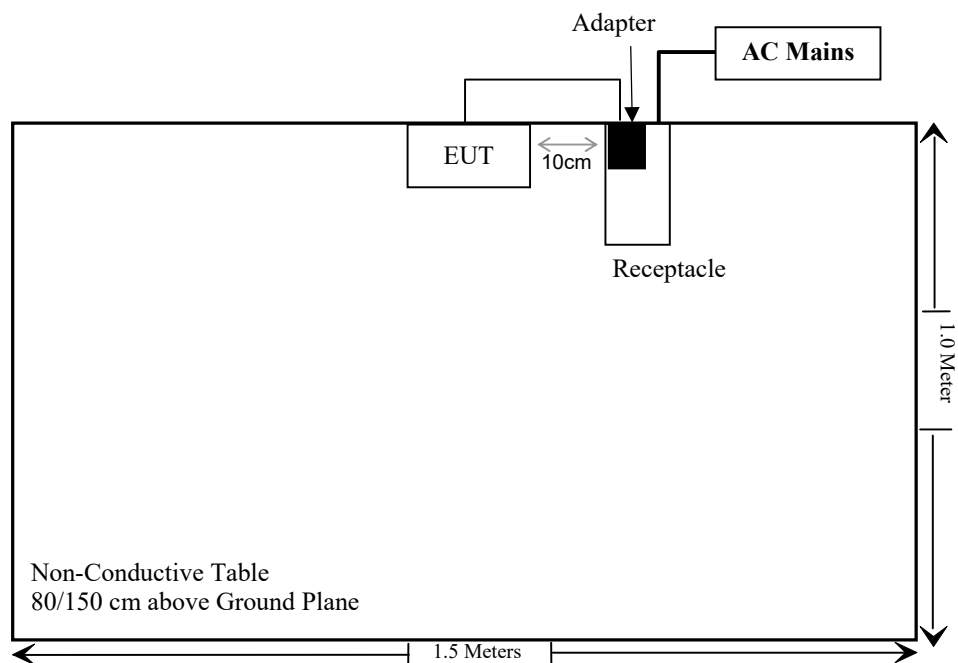 Adapter
AC Mains
EUT
10cm
Receptacle
1.0 Meter
Non-Conductive Table
80/150 cm above Ground Plane
1.5 Meters